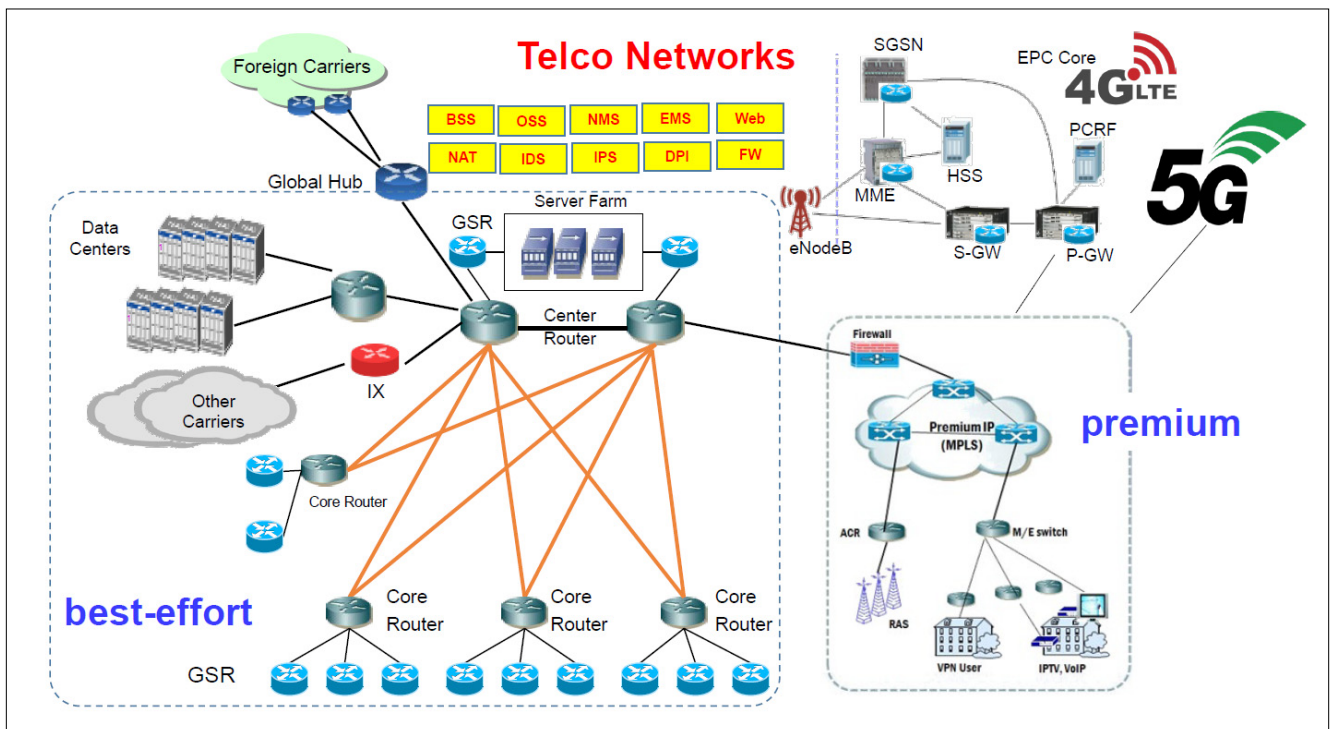 Telco Networks
Foreign Carriers
BSS
OSS
NMS
EMS
Web
NAT
IDS
IPS
DPI
FW
Global Hub
SGSN
EPC Core
4G LTE
PCRF
5G
HSS
MME
eNodeB
S-GW
P-GW
Data
Centers
GSR
Server Farm
Center
Router
IX
Other
Carriers
Core Router
best-effort
Core
Router
Core
Router
Core
Router
GSR
Firewall
Premium IP
(MPLS)
premium
ACR
M/E switch
RAS
VPN User
IPTV, VoIP